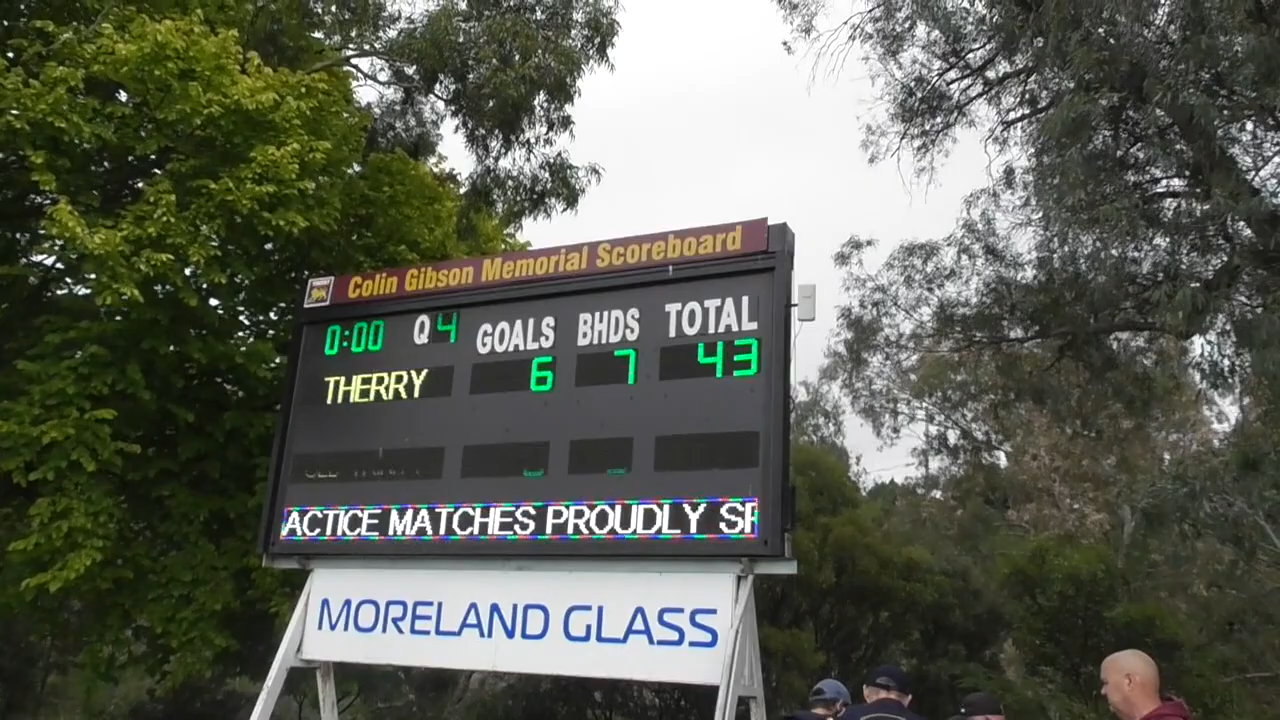 Colin Gibson Memorial Scoreboard
0:00 Q4 GOALS BHDS TOTAL
THERRY 6 7 43
ACTICE MATCHES PROUDLY SP
MORELAND GLASS